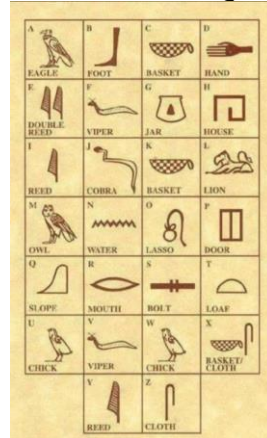 A B C D
EAGLE FOOT BASKET HAND
E F G H
DOUBLE REED VIPER JAR HOUSE
I J K L
REED COBRA BASKET LION
M N O P
OWL WATER LASSO DOOR
Q R S T
SLOPE MOUTH BOLT LOAF
U V W X
CHICK VIPER CHICK BASKET/ CLOTH
Y Z
REED CLOTH